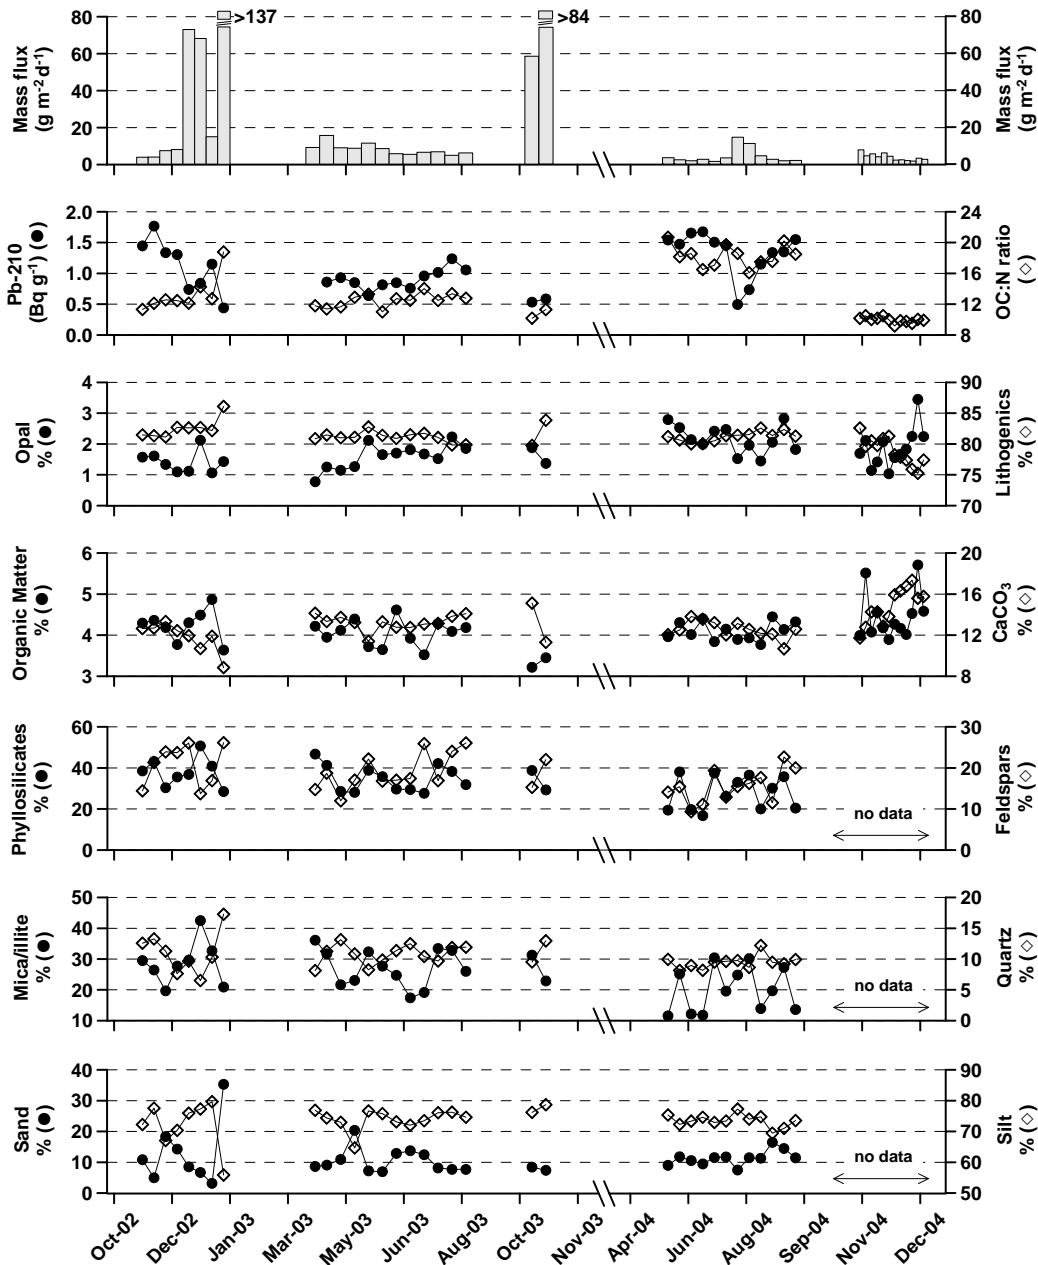 >137 >84
80 60 40 20 0
Mass flux
(g m-2 d-1)
80 60 40 20 0
Mass flux
(g m-2 d-1)
2.0 1.5 1.0 0.5 0.0
Pb-210
(Bq g-1) (●)
24 20 16 12 8
OC:N ratio
(◇)
4 3 2 1 0
Opal
% (●)
90 85 80 75 70
Lithogenics
% (◇)
6 5 4 3
Organic Matter
% (●)
20 16 12 8
CaCO3
% (◇)
60 40 20 0
Phyllosilicates
% (●)
30 20 10 0
Feldspars
% (◇)
no data
50 40 30 20 10
Mica/illite
% (●)
20 15 10 5 0
Quartz
% (◇)
no data
40 30 20 10 0
Sand
% (●)
90 80 70 60 50
Silt
% (◇)
no data
Oct-02 Dec-02 Jan-03 Mar-03 May-03 Jun-03 Aug-03 Oct-03 Nov-03 Apr-04 Jun-04 Aug-04 Sep-04 Nov-04 Dec-04